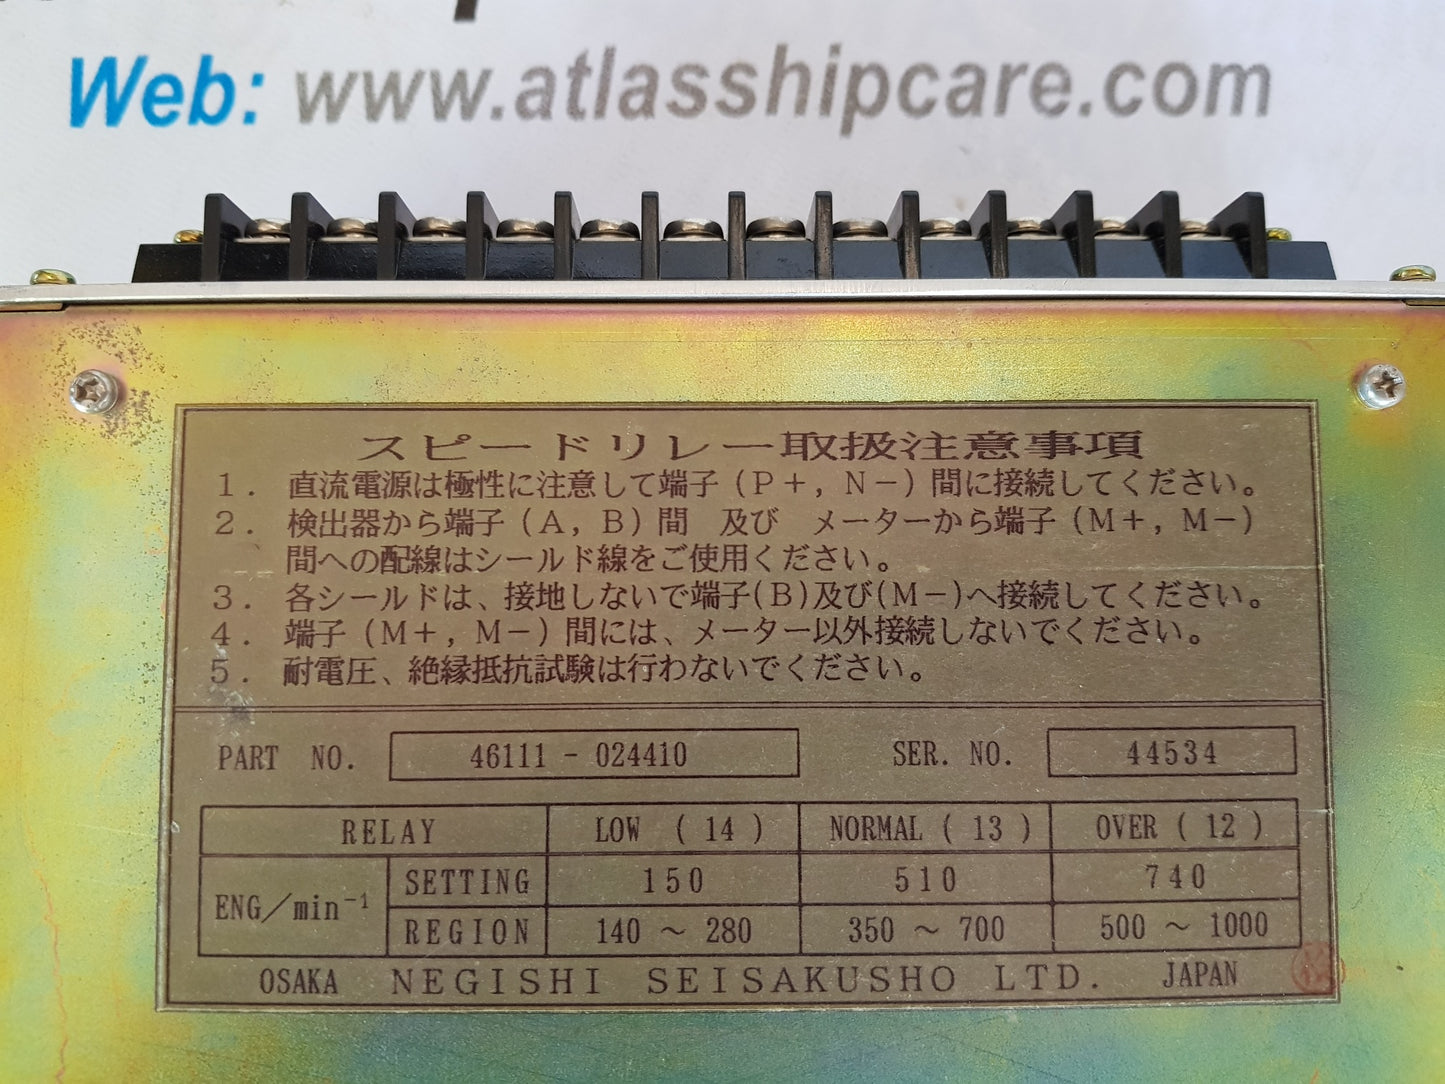 Web: www.atlasshipcare.com
スピードリレー取扱注意事項
1. 直流電源は極性に注意して端子（P＋，N－）間に接続してください。
2. 検出器から端子（A，B）間　及び　メーターから端子（M＋，M－）
間への配線はシールド線をご使用ください。
3. 各シールドは、接地しないで端子(B)及び(M－)へ接続してください。
4. 端子（M＋，M－）間には、メーター以外接続しないでください。
5. 耐電圧、絶縁抵抗試験は行わないでください。
PART NO. 46111 - 024410 SER. NO. 44534
RELAY LOW (14) NORMAL (13) OVER (12)
ENG/min⁻¹ SETTING 150 510 740
REGION 140 ～ 280 350 ～ 700 500 ～ 1000
OSAKA NEGISHI SEISAKUSHO LTD. JAPAN